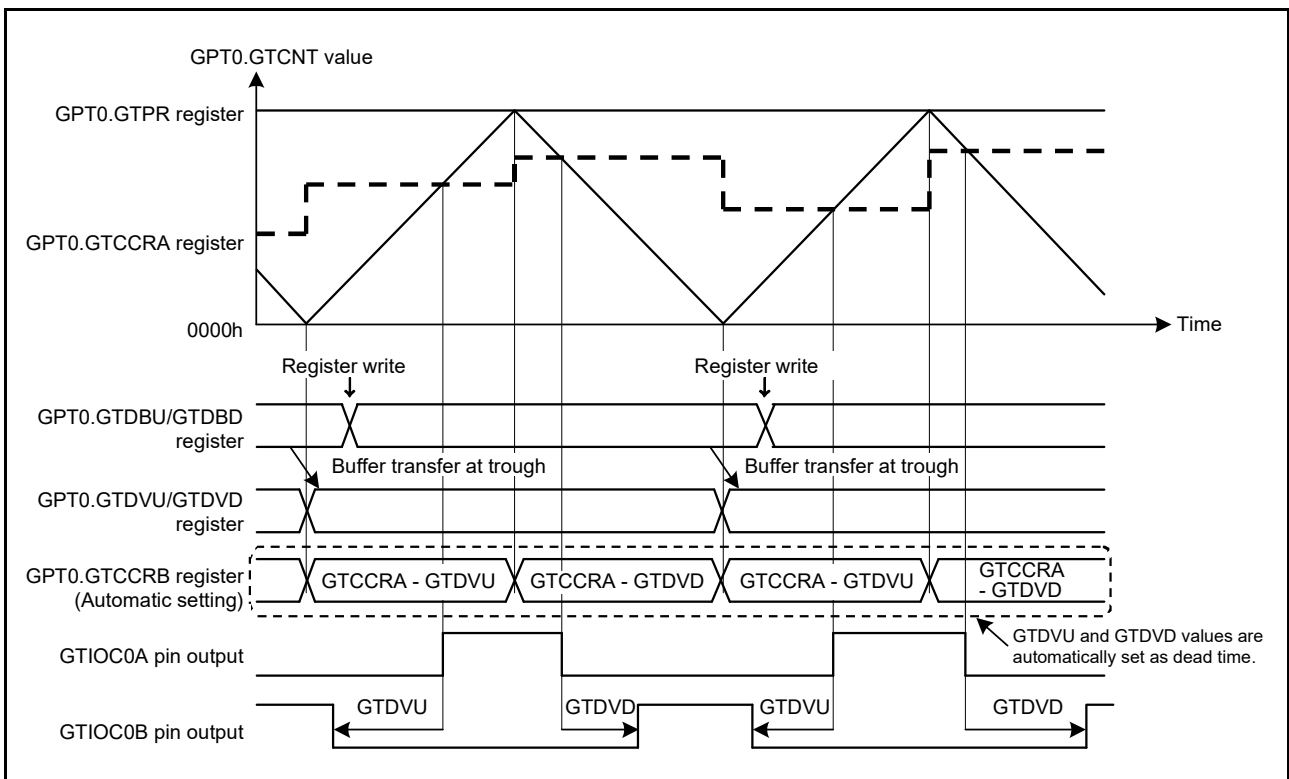 GPT0.GTCNT value
GPT0.GTPR register
GPT0.GTCCRA register
0000h
Time
Register write
Register write
GPT0.GTDBU/GTDBD
register
Buffer transfer at trough
Buffer transfer at trough
GPT0.GTDVU/GTDVD
register
GPT0.GTCCRB register
(Automatic setting)
GTCCRA - GTDVU
GTCCRA - GTDVD
GTCCRA - GTDVU
GTCCRA
- GTDVD
GTDVU and GTDVD values are
automatically set as dead time.
GTIOC0A pin output
GTDVU
GTDVD
GTDVU
GTDVD
GTIOC0B pin output